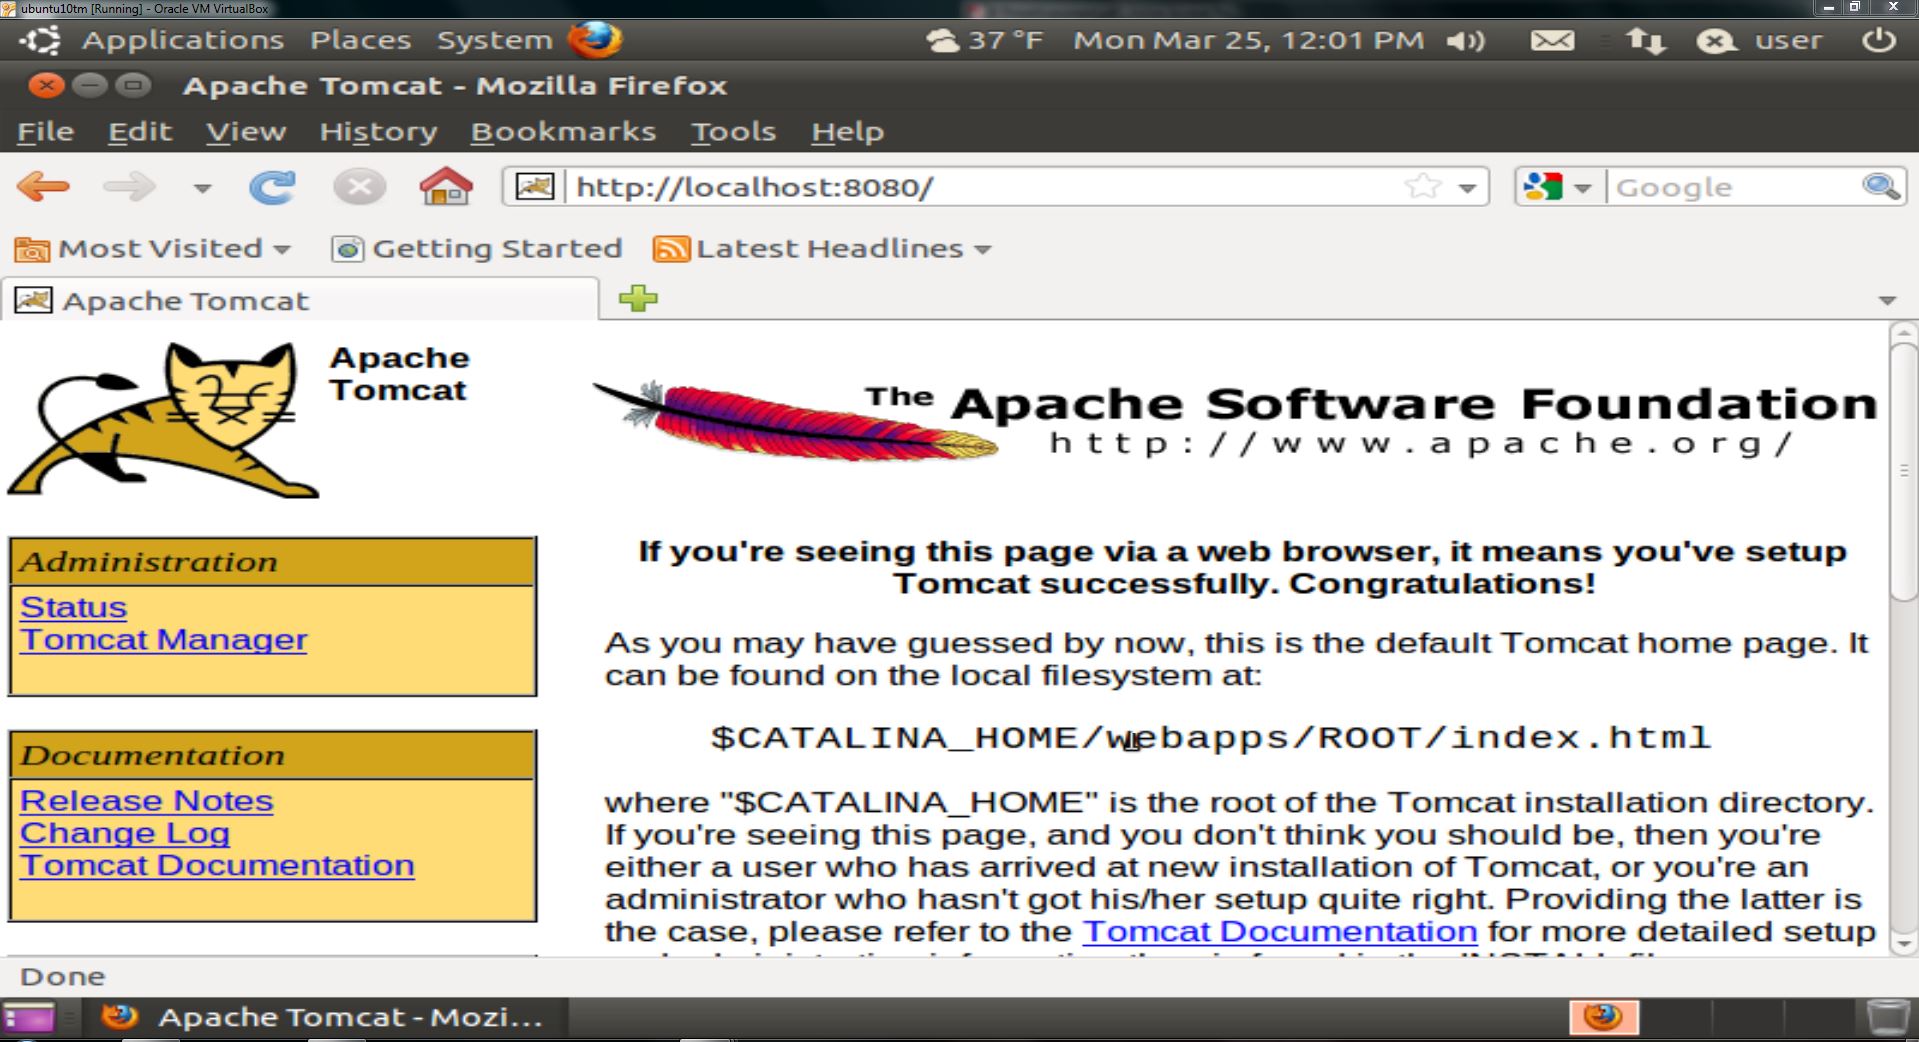 ubuntu10tm [Running] - Oracle VM VirtualBox
Applications Places System 37 °F Mon Mar 25, 12:01 PM user
Apache Tomcat - Mozilla Firefox
File Edit View History Bookmarks Tools Help
http://localhost:8080/ Google
Most Visited Getting Started Latest Headlines
Apache Tomcat
Apache
Tomcat
The Apache Software Foundation
http://www.apache.org/
Administration
Status
Tomcat Manager
Documentation
Release Notes
Change Log
Tomcat Documentation
If you're seeing this page via a web browser, it means you've setup
Tomcat successfully. Congratulations!
As you may have guessed by now, this is the default Tomcat home page. It
can be found on the local filesystem at:
$CATALINA_HOME/webapps/ROOT/index.html
where "$CATALINA_HOME" is the root of the Tomcat installation directory.
If you're seeing this page, and you don't think you should be, then you're
either a user who has arrived at new installation of Tomcat, or you're an
administrator who hasn't got his/her setup quite right. Providing the latter is
the case, please refer to the Tomcat Documentation for more detailed setup
Done
Apache Tomcat - Mozi...